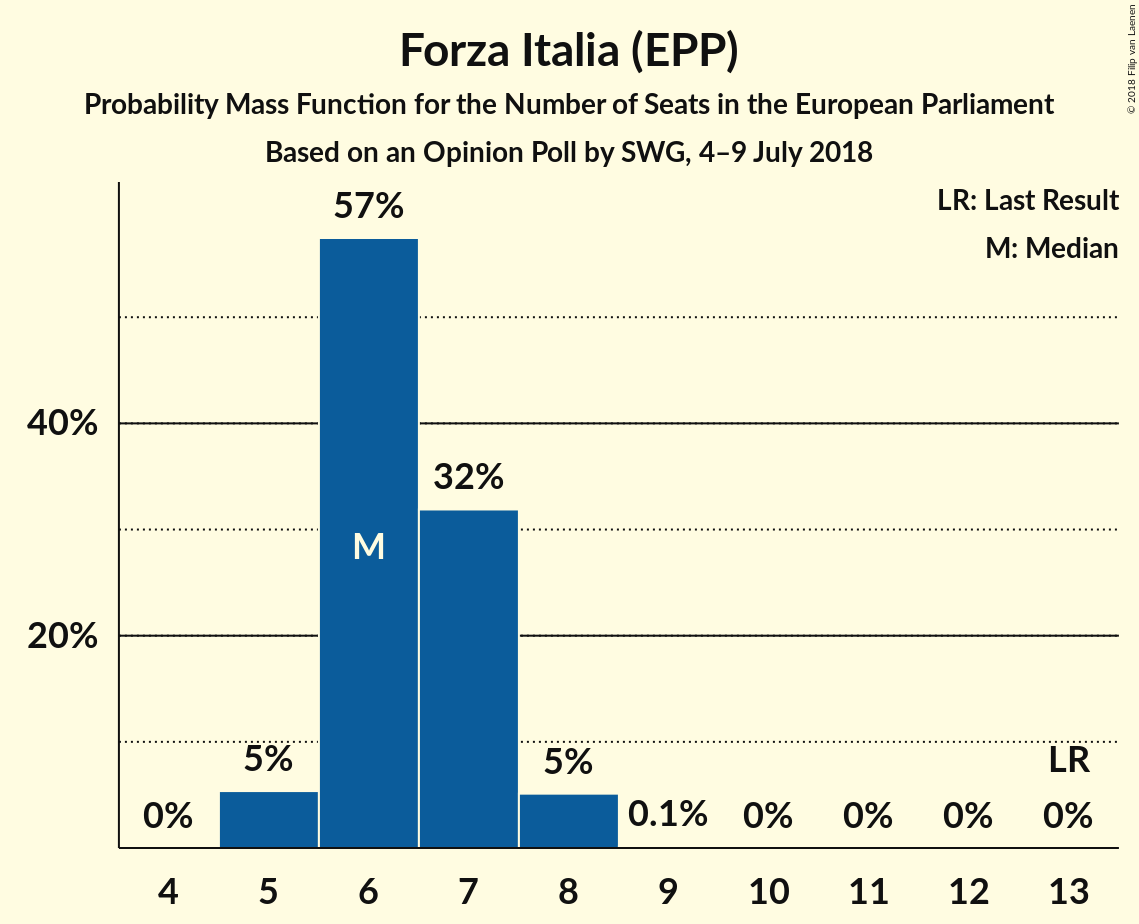 Forza Italia (EPP)
Probability Mass Function for the Number of Seats in the European Parliament
Based on an Opinion Poll by SWG, 4–9 July 2018
© 2018 Filip van Laenen
LR: Last Result
M: Median
57%
40%
32%
M
20%
5%
5%
LR
0%
0.1%
0%
0%
0%
0%
4 5 6 7 8 9 10 11 12 13